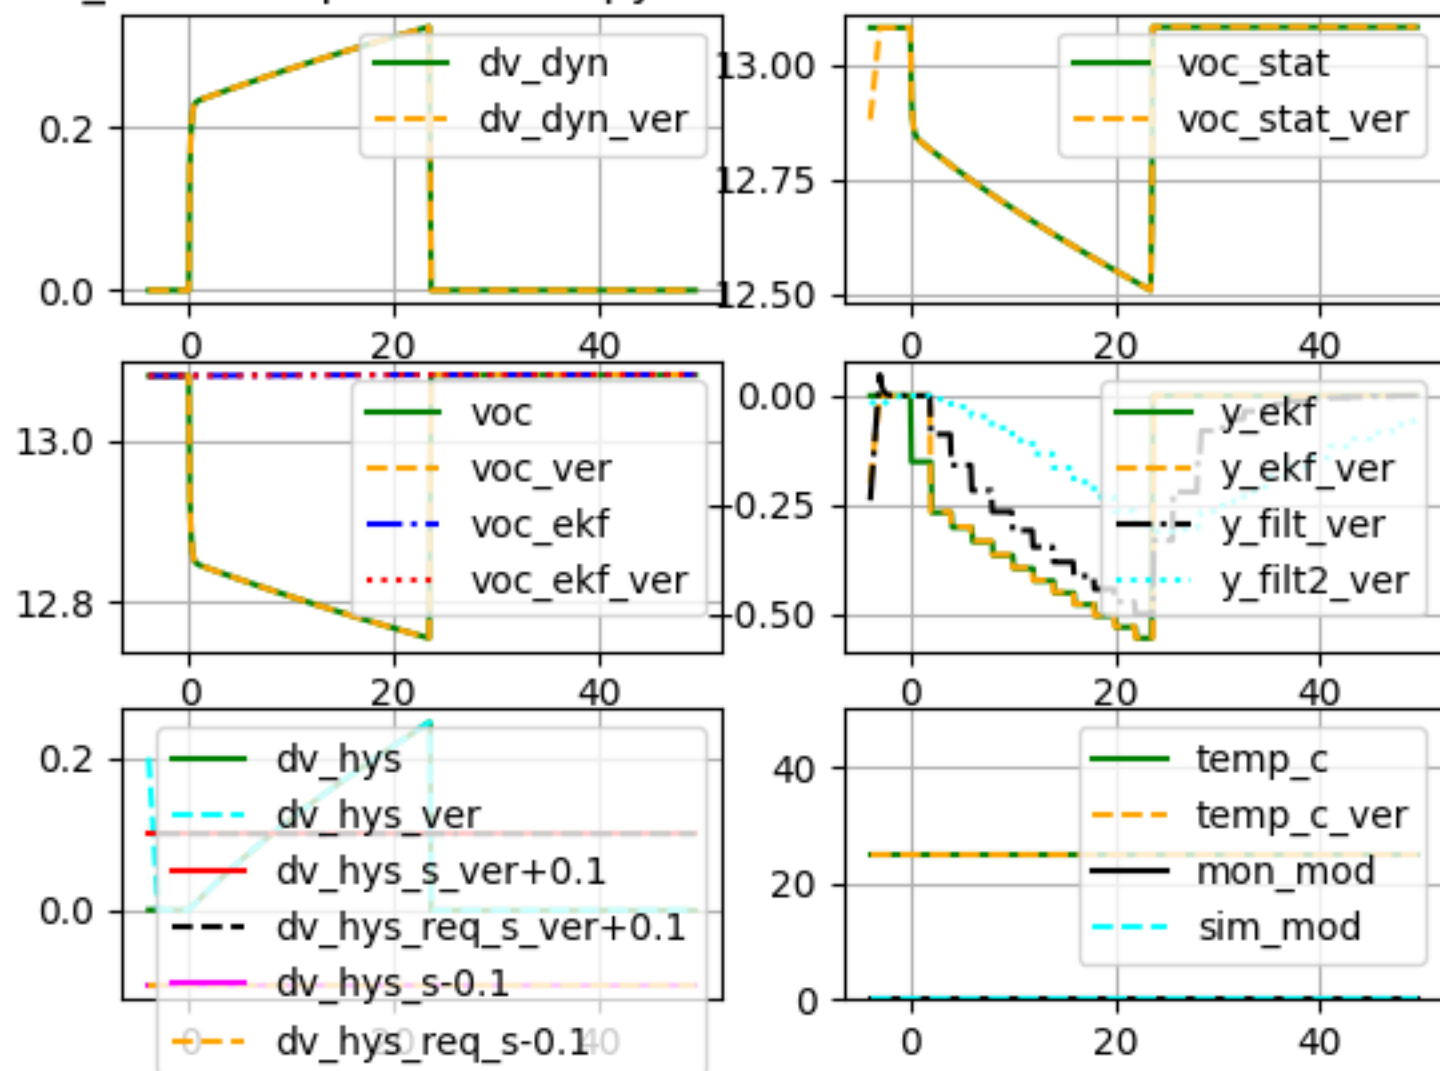 dv_dyn
dv_dyn_ver
0.2
0.0
0 20 40
voc_stat
voc_stat_ver
13.00
12.75
12.50
0 20 40
voc
voc_ver
voc_ekf
voc_ekf_ver
13.0
12.8
0 20 40
y_ekf
y_ekf_ver
y_filt_ver
y_filt2_ver
0.00
−0.25
−0.50
0 20 40
dv_hys
dv_hys_ver
dv_hys_s_ver+0.1
dv_hys_req_s_ver+0.1
dv_hys_s-0.1
dv_hys_req_s-0.1
0.2
0.0
0 20 40
temp_c
temp_c_ver
mon_mod
sim_mod
40
20
0
0 20 40